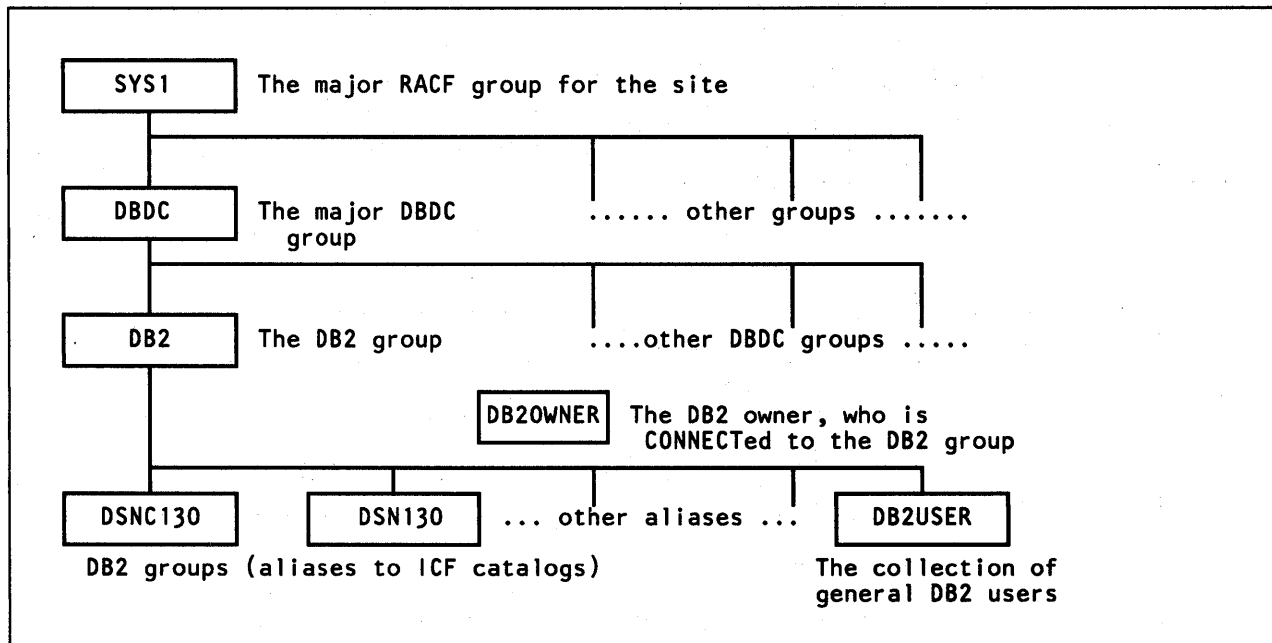 SYS1 The major RACF group for the site
DBDC The major DBDC ...... other groups .......
group
DB2 The DB2 group ....other DBDC groups .....
DB2OWNER The DB2 owner, who is
CONNECTed to the DB2 group
DSNC130 DSN130 ... other aliases ... DB2USER
DB2 groups (aliases to ICF catalogs) The collection of
general DB2 users